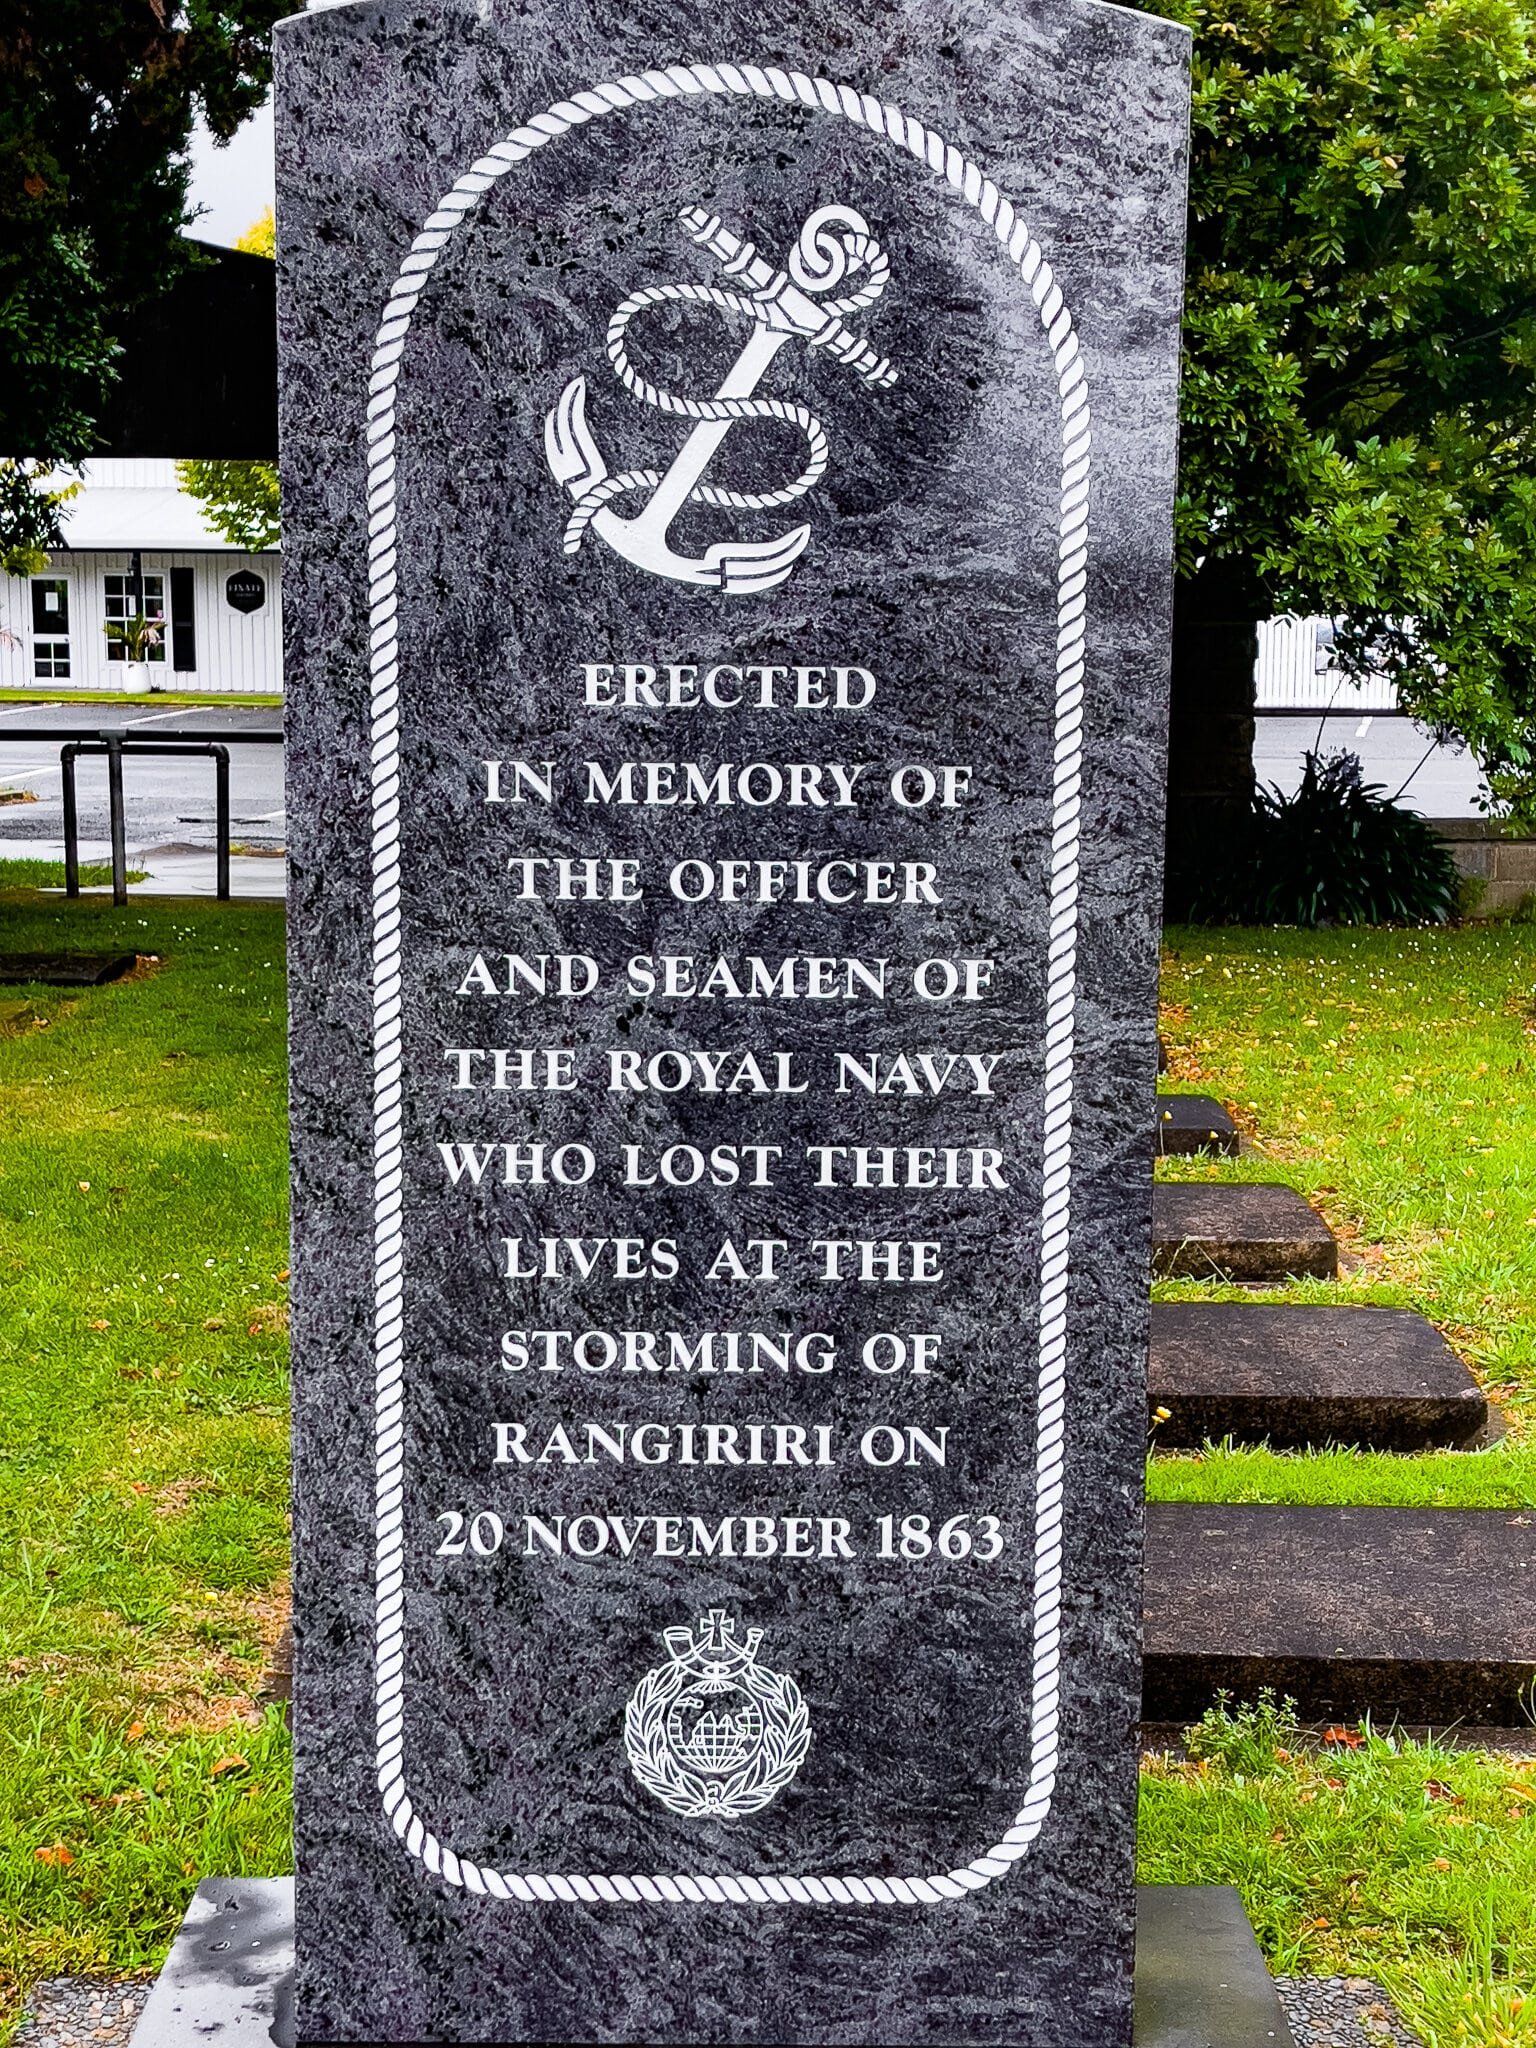 ERECTED
IN MEMORY OF
THE OFFICER
AND SEAMEN OF
THE ROYAL NAVY
WHO LOST THEIR
LIVES AT THE
STORMING OF
RANGIRIRI ON
20 NOVEMBER 1863